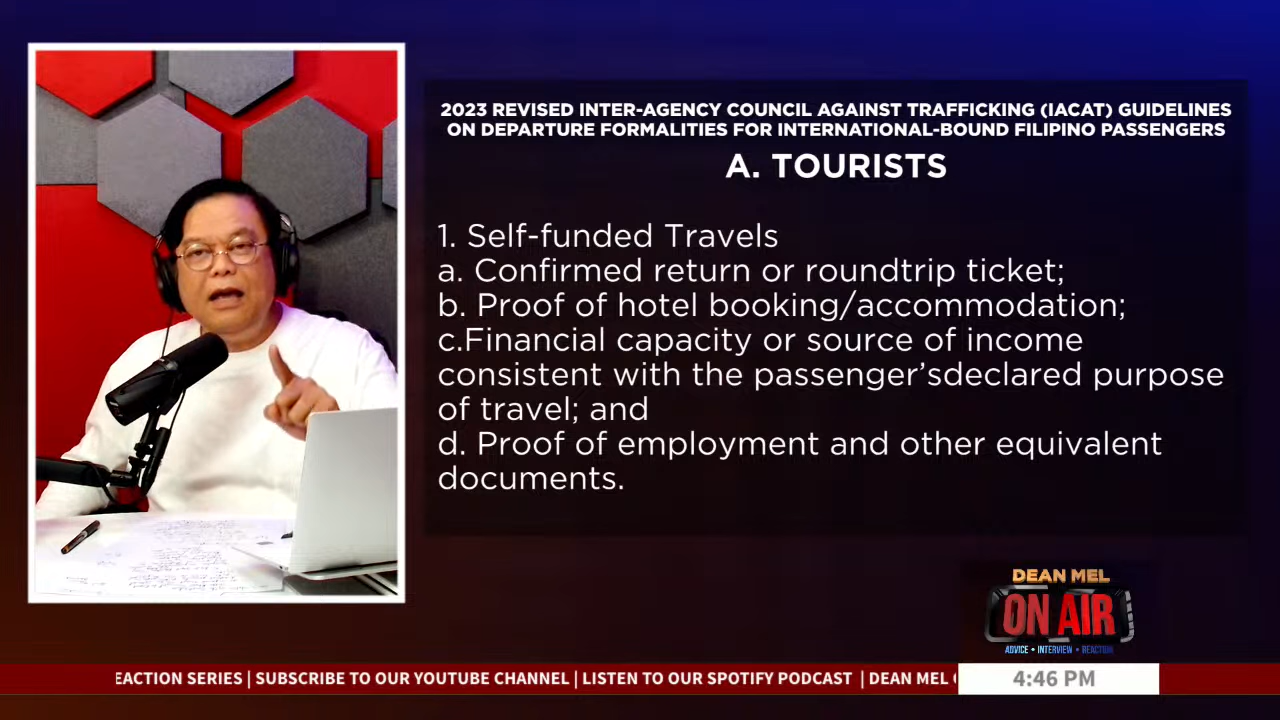 2023 REVISED INTER-AGENCY COUNCIL AGAINST TRAFFICKING (IACAT) GUIDELINES
ON DEPARTURE FORMALITIES FOR INTERNATIONAL-BOUND FILIPINO PASSENGERS
A. TOURISTS
1. Self-funded Travels
a. Confirmed return or roundtrip ticket;
b. Proof of hotel booking/accommodation;
c.Financial capacity or source of income
consistent with the passenger'sdeclared purpose
of travel; and
d. Proof of employment and other equivalent
documents.
DEAN MEL
ON AIR
ADVICE • INTERVIEW • REACTION
EACTION SERIES | SUBSCRIBE TO OUR YOUTUBE CHANNEL | LISTEN TO OUR SPOTIFY PODCAST | DEAN MEL
4:46 PM